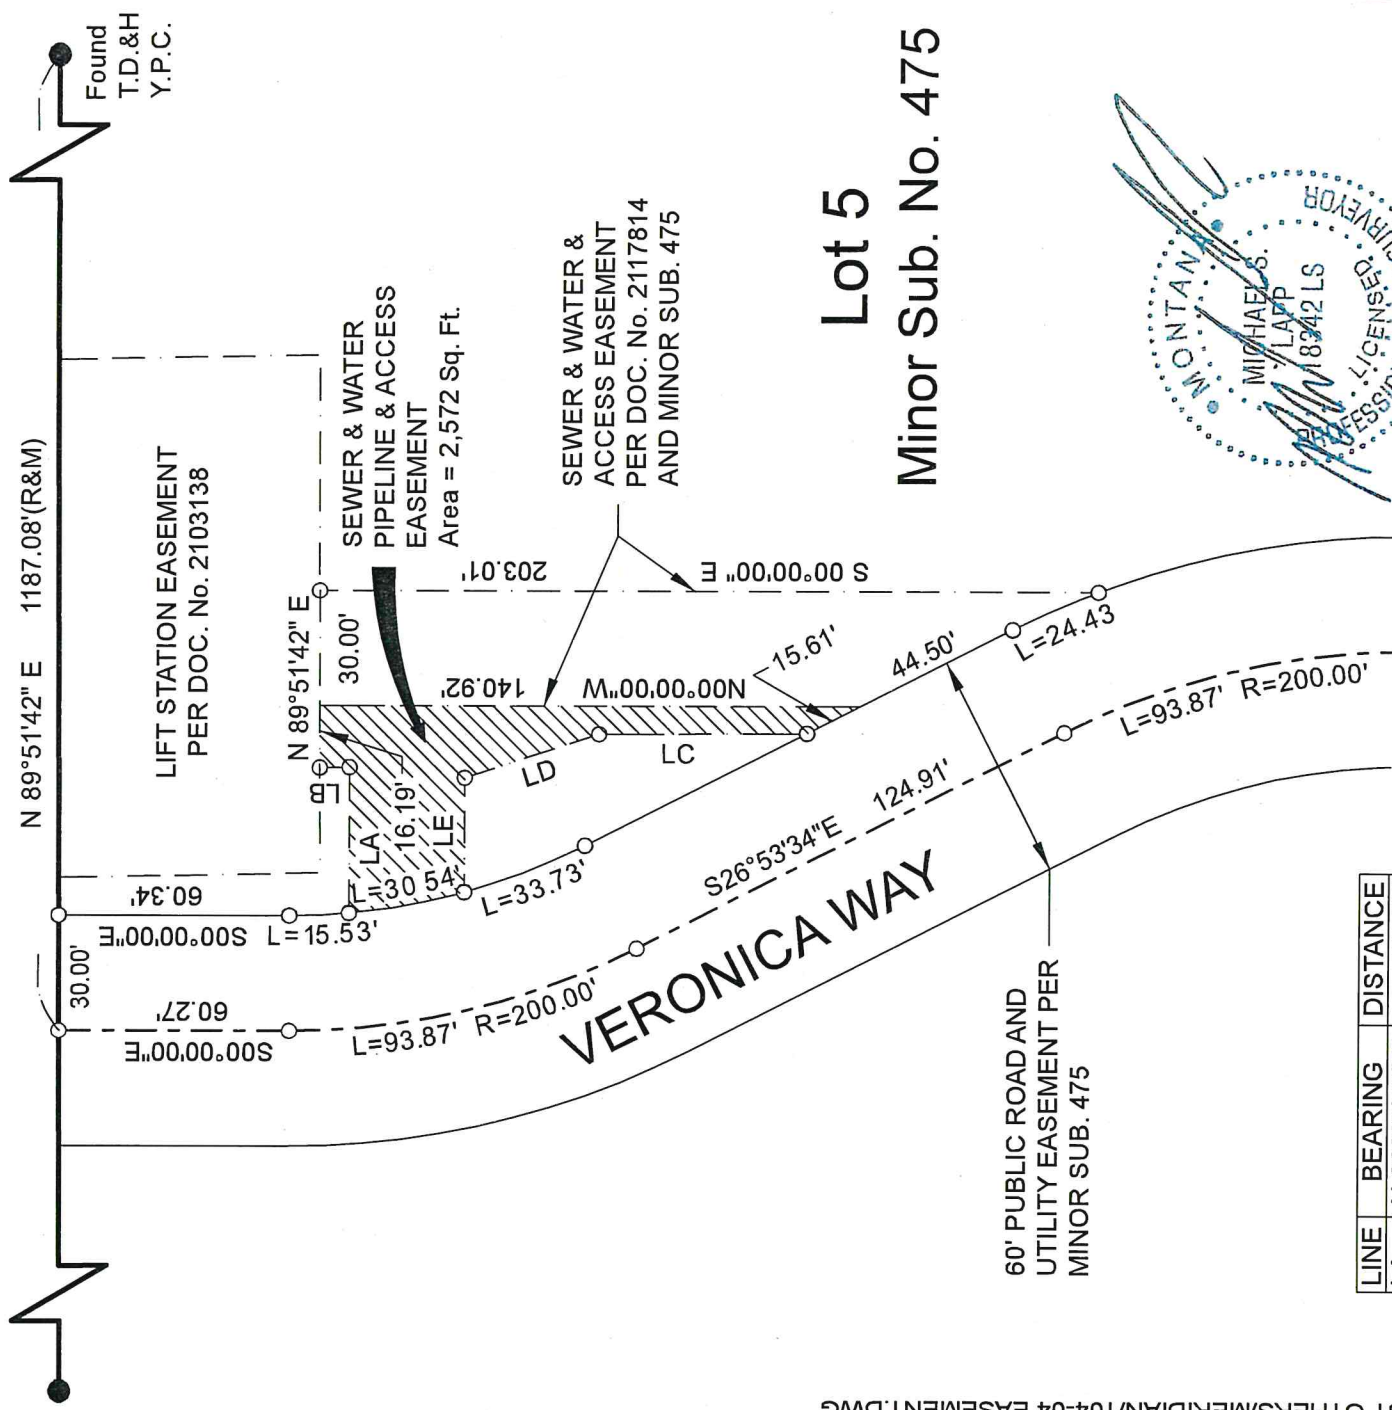 N 89°51'42" E 1187.08'(R&M)
Found
T.D.&H
Y.P.C.
LIFT STATION EASEMENT
PER DOC. No. 2103138
SEWER & WATER
PIPELINE & ACCESS
EASEMENT
Area = 2,572 Sq. Ft.
SEWER & WATER &
ACCESS EASEMENT
PER DOC. No. 2117814
AND MINOR SUB. 475
N 89°51'42" E
30.00'
203.01'
S 00°00'00" E
140.92'
N00°00'00"W
15.61'
44.50'
L=24.43
LB
LA
16.19'
LE
LD
LC
60.34'
S00°00'00"E
L=15.53'
L=30 54'
L=33.73'
30.00'
60.27'
S00°00'00"E
L=93.87' R=200.00'
S26°53'34"E 124.91'
L=93.87' R=200.00'
VERONICA WAY
60' PUBLIC ROAD AND
UTILITY EASEMENT PER
MINOR SUB. 475
Lot 5
Minor Sub. No. 475
MONTANA
MICHAEL S.
LAPP
18342 LS
LICENSED
SURVEYOR
LINE BEARING DISTANCE